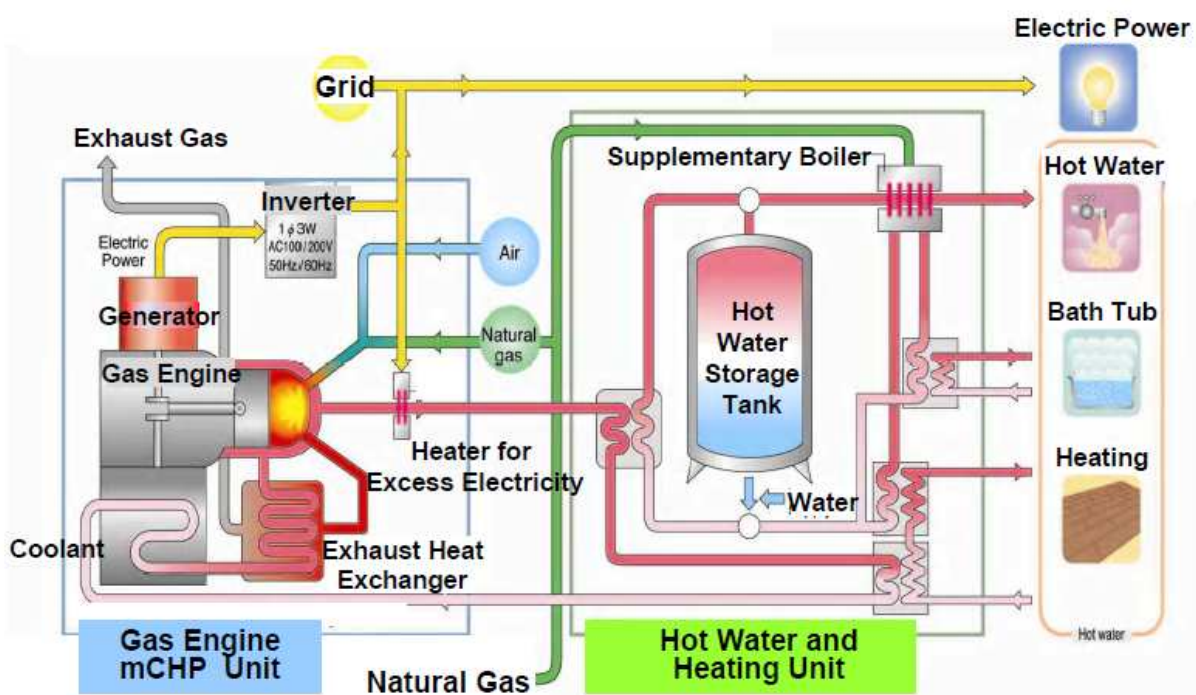 Electric Power
Grid
Exhaust Gas
Supplementary Boiler
Hot Water
Inverter
1 ϕ 3W
AC100/200V
50Hz/60Hz
Electric
Power
Air
Generator
Natural
gas
Hot
Water
Storage
Tank
Bath Tub
Gas Engine
Heater for
Excess Electricity
Heating
Water
Coolant
Exhaust Heat
Exchanger
Gas Engine
mCHP Unit
Hot Water and
Heating Unit
Hot water
Natural Gas